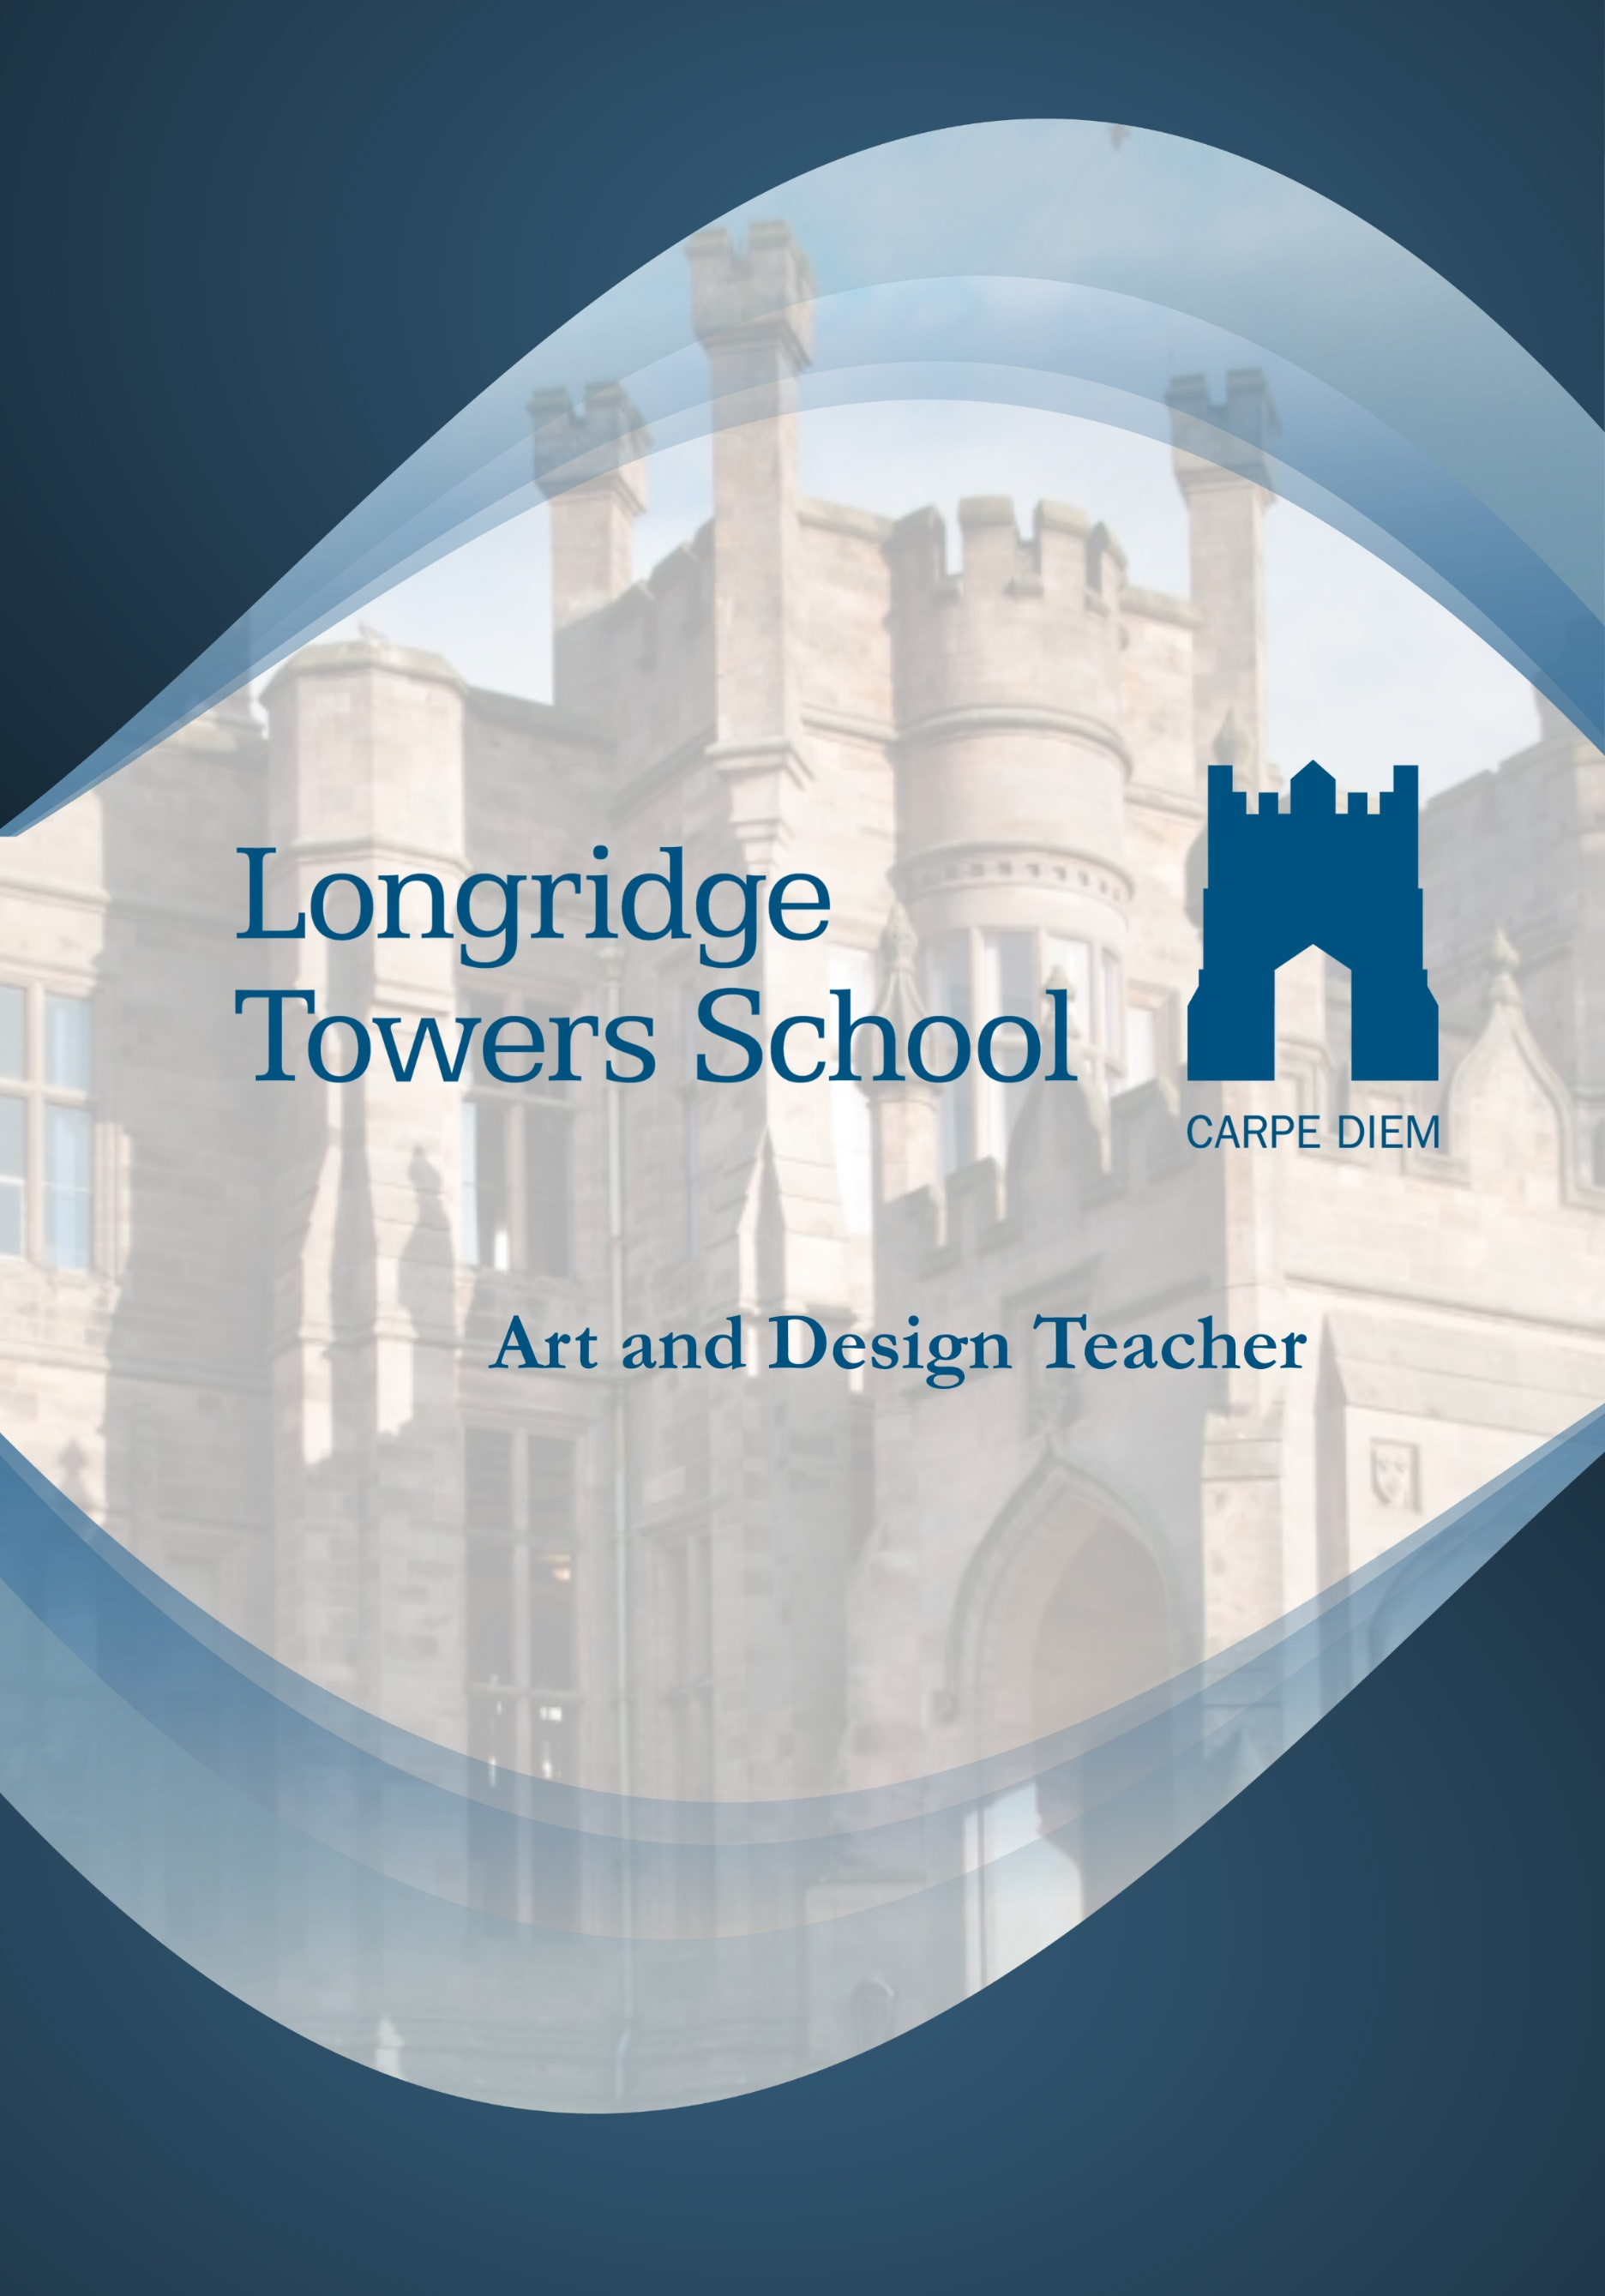 Longridge
Towers School
CARPE DIEM
Art and Design Teacher